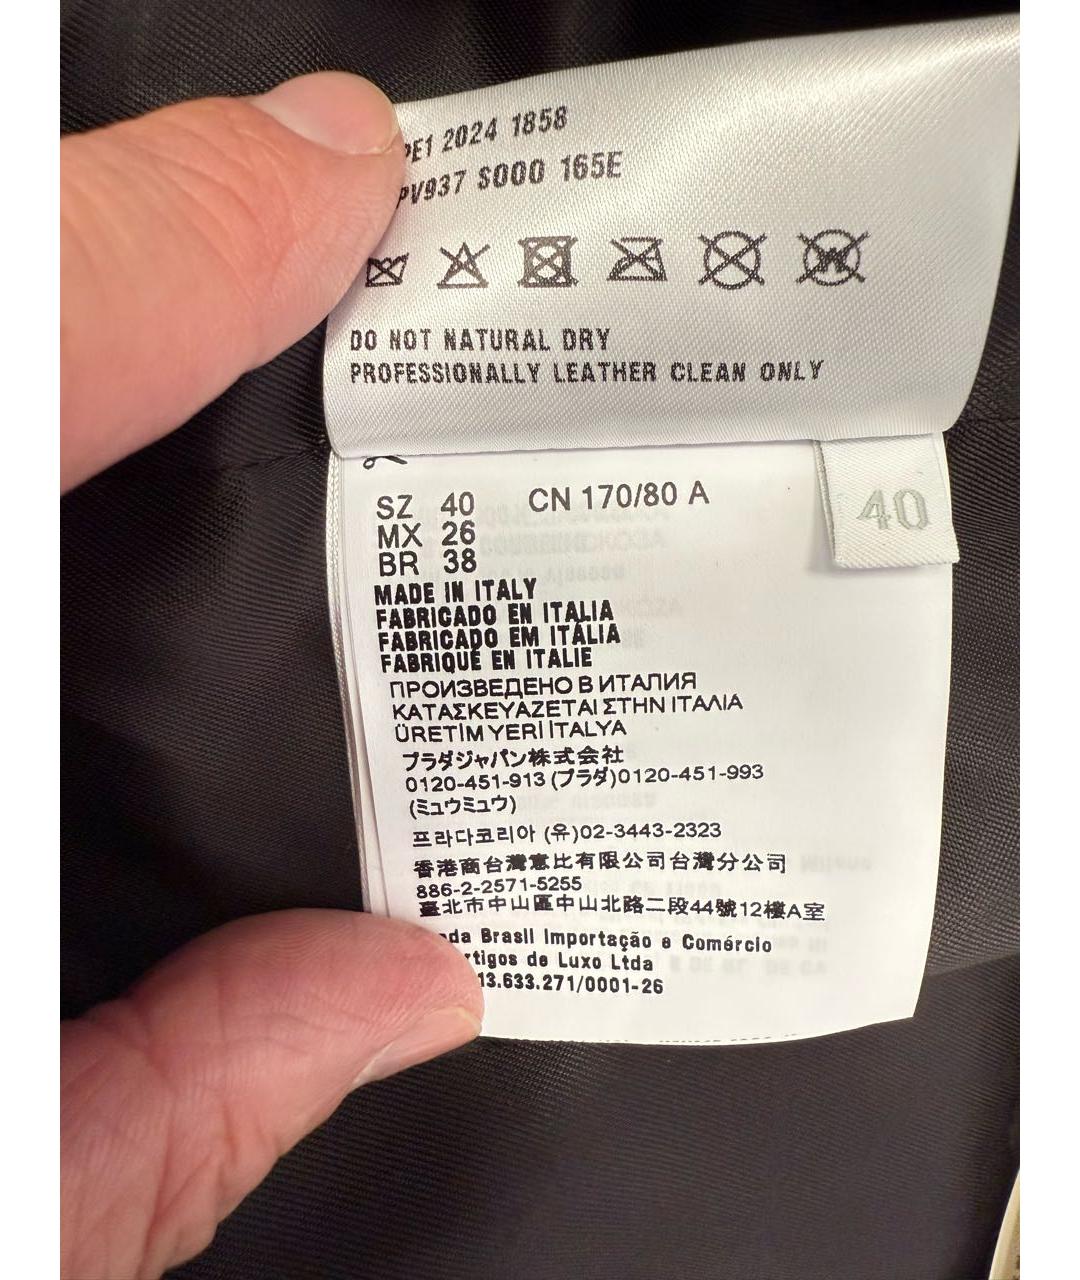 2024 1858
PV937 S000 165E
W
DO NOT NATURAL DRY
PROFESSIONALLY LEATHER CLEAN ONLY
40
SZ 40 CN 170/80 A
MX 26
BR 38
MADE IN ITALY
FABRICADO EN ITALIA
FABRICADO EM ITÁLIA
FABRIQUÉ EN ITALIE
ПРОИЗВЕДЕНО В ИТАЛИЯ
ΚΑΤΑΣΚΕΥΑΖΕΤΑΙ ΣΤΗΝ ΙΤΑΛΙΑ
ÜRETİM YERİ İTALYA
プラダジャパン株式会社
0120-451-913 (プラダ)0120-451-993
(ミュウミュウ)
프라다코리아 (유)02-3443-2323
香港商台灣意比有限公司台灣分公司
886-2-2571-5255
臺北市中山區中山北路二段44號12樓A室
Brasil Importação e Comércio
de Luxo Ltda
13.633.271/0001-26